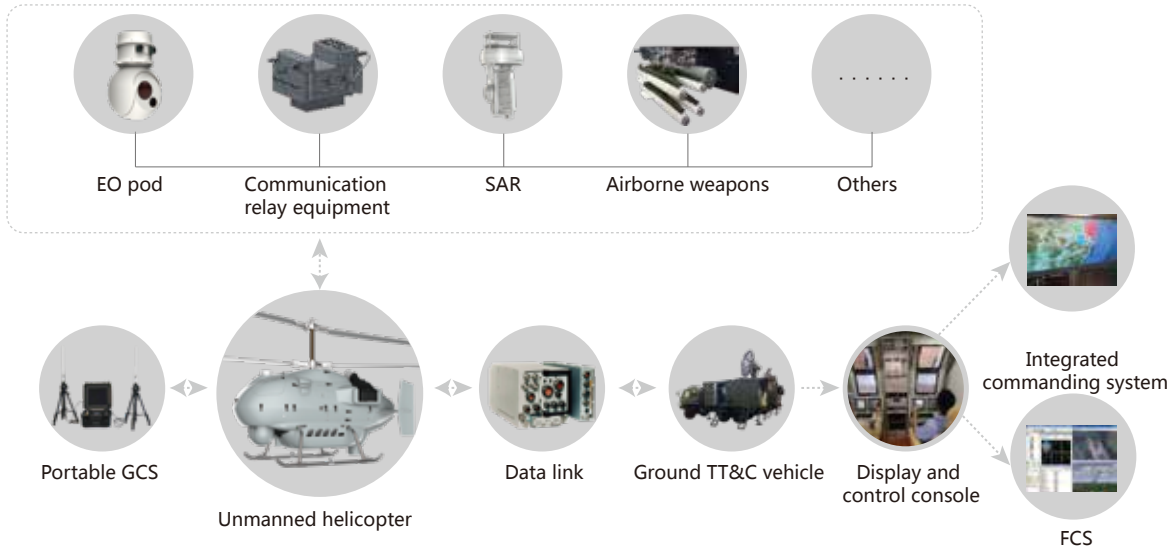 . . . . . .
EO pod
Communication
relay equipment
SAR
Airborne weapons
Others
Integrated
commanding system
Portable GCS
Unmanned helicopter
Data link
Ground TT&C vehicle
Display and
control console
FCS